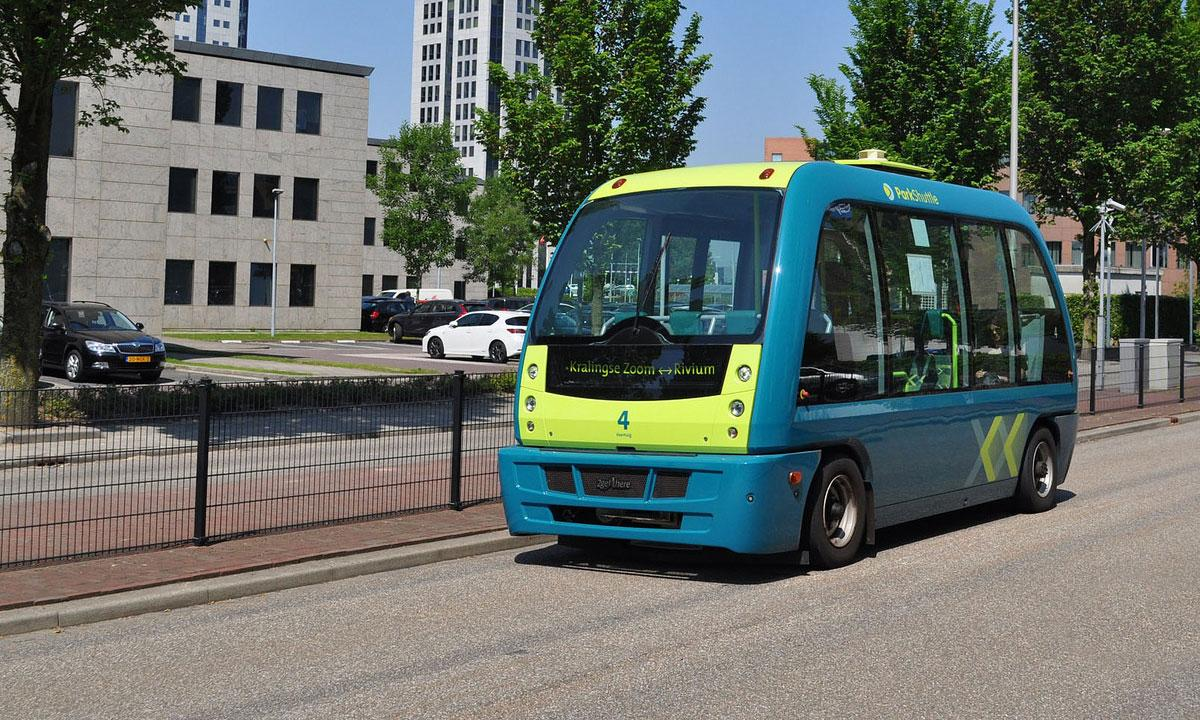 ParkShuttle
-Kralingse Zoom ↔ Rivium
4
2getthere